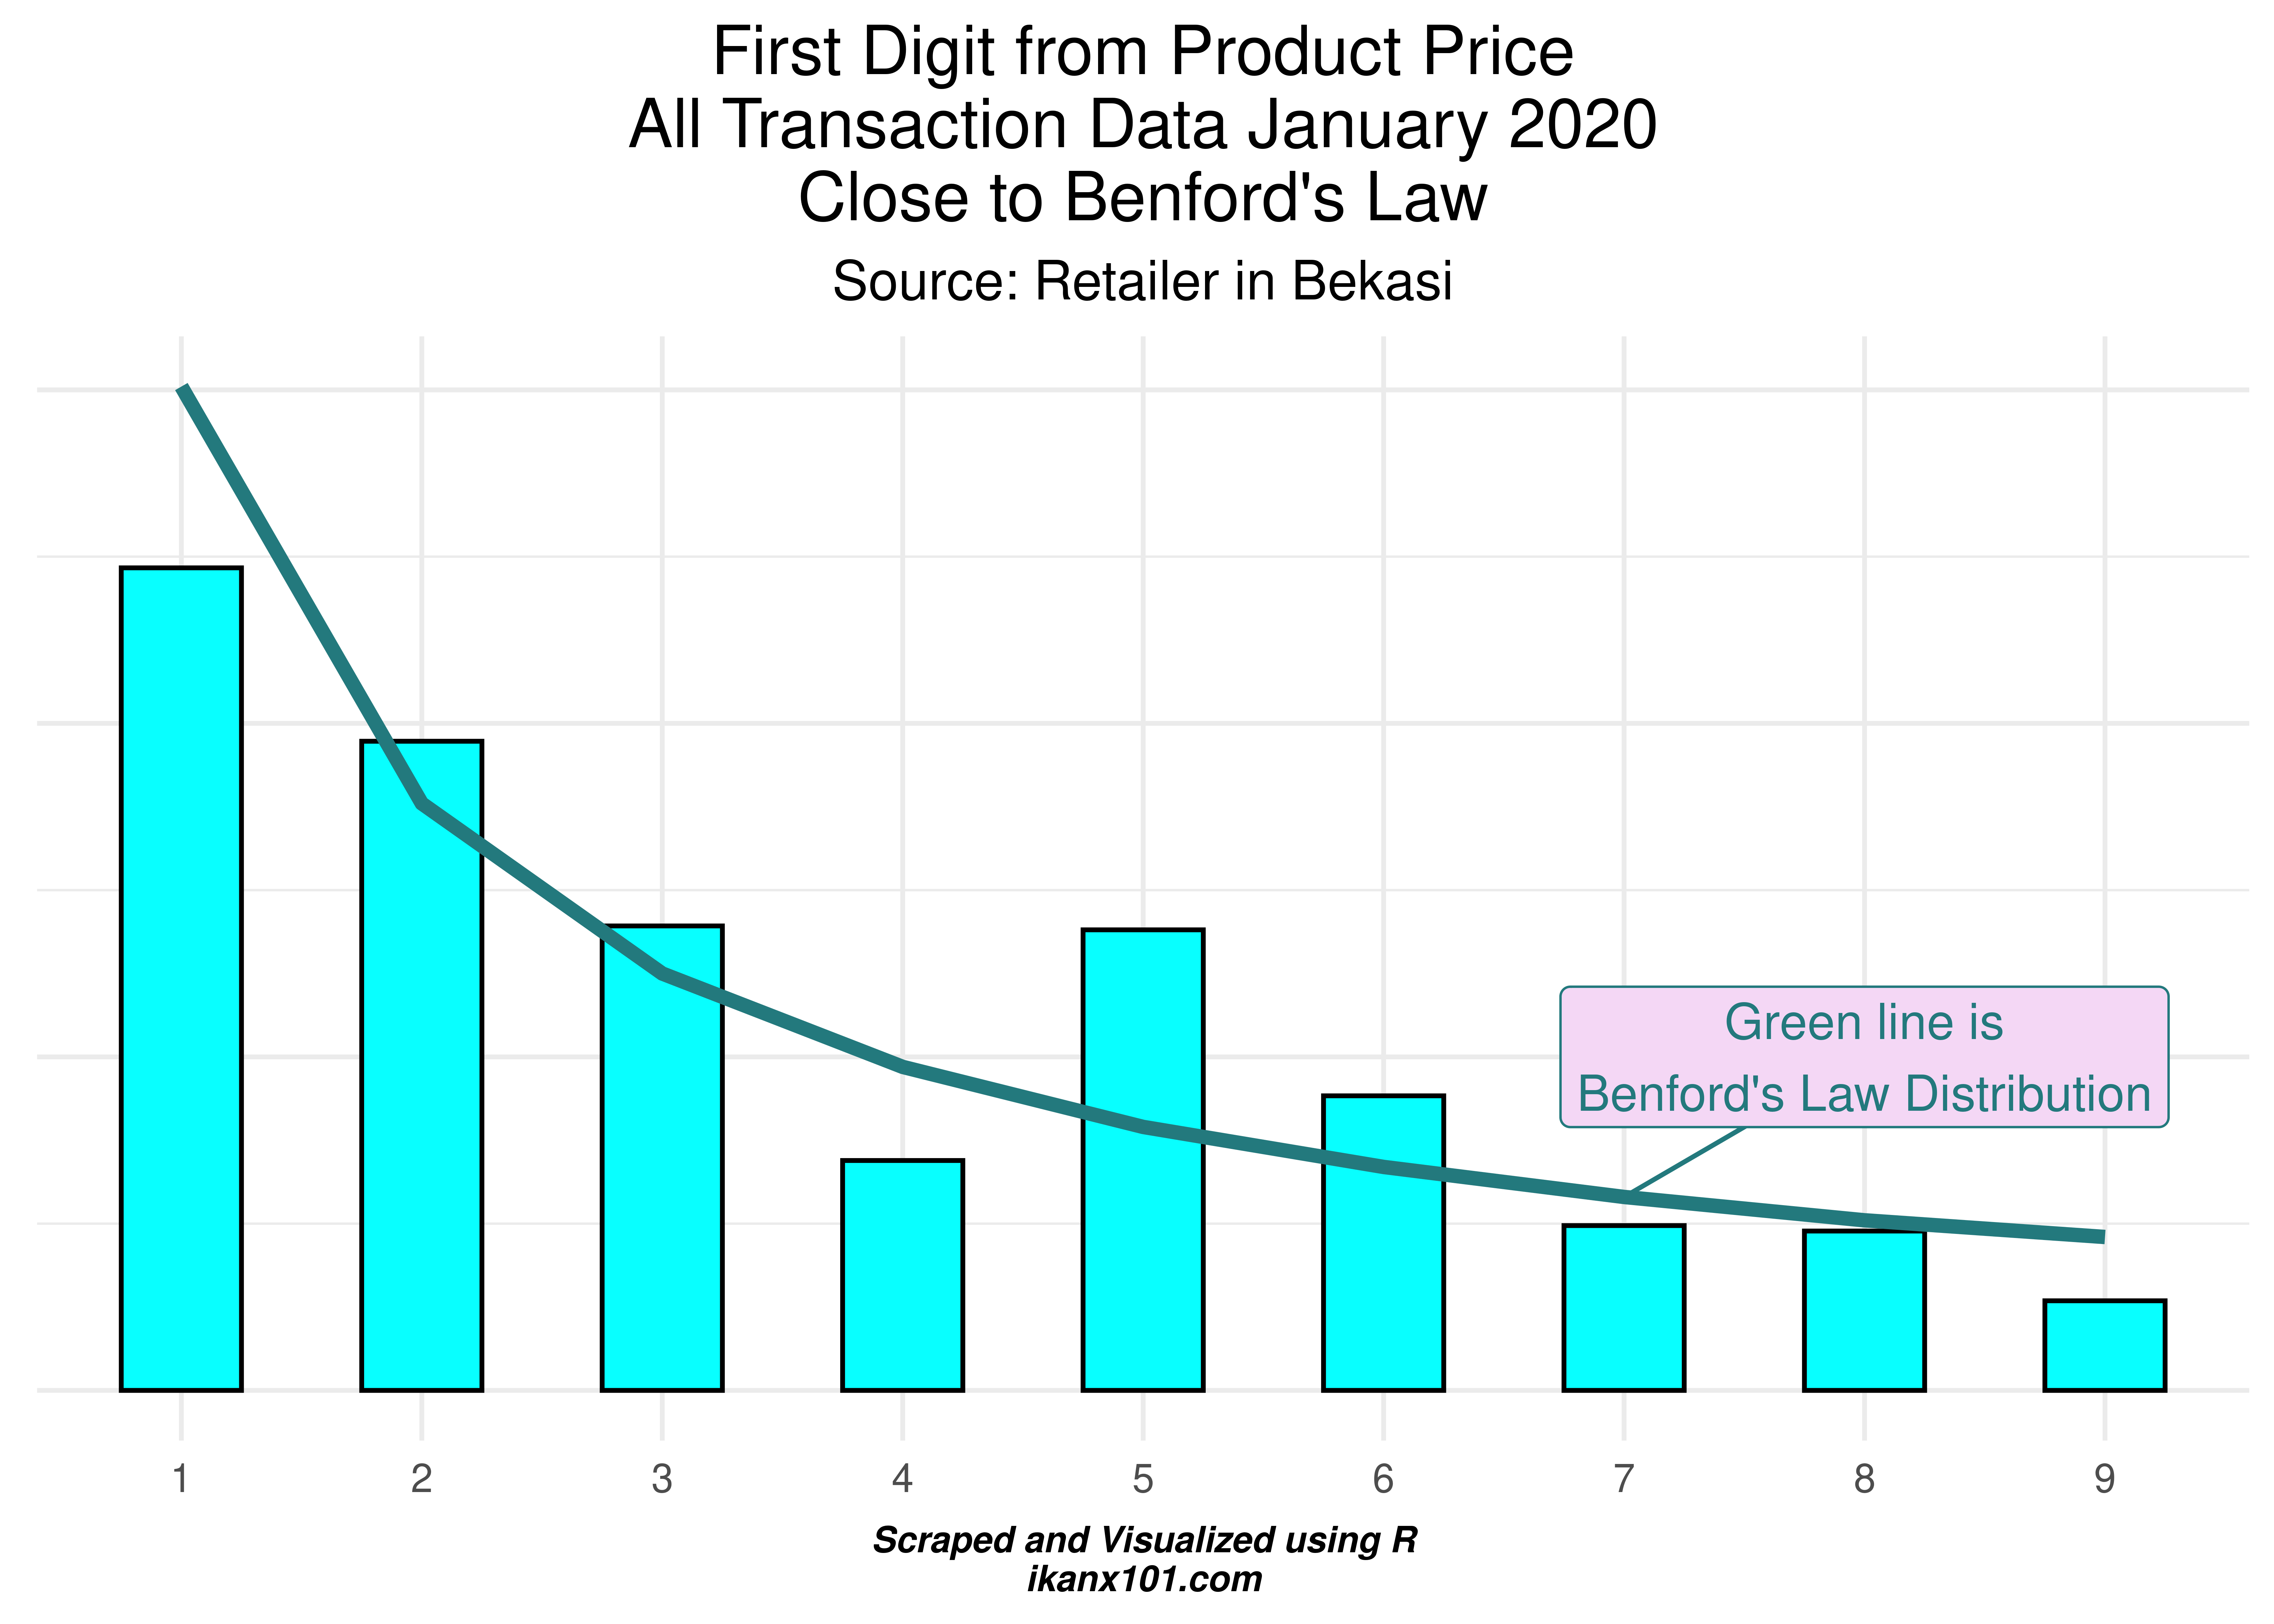 First Digit from Product Price
All Transaction Data January 2020
Close to Benford's Law
Source: Retailer in Bekasi
Green line is
Benford's Law Distribution
1 2 3 4 5 6 7 8 9
Scraped and Visualized using R
ikanx101.com